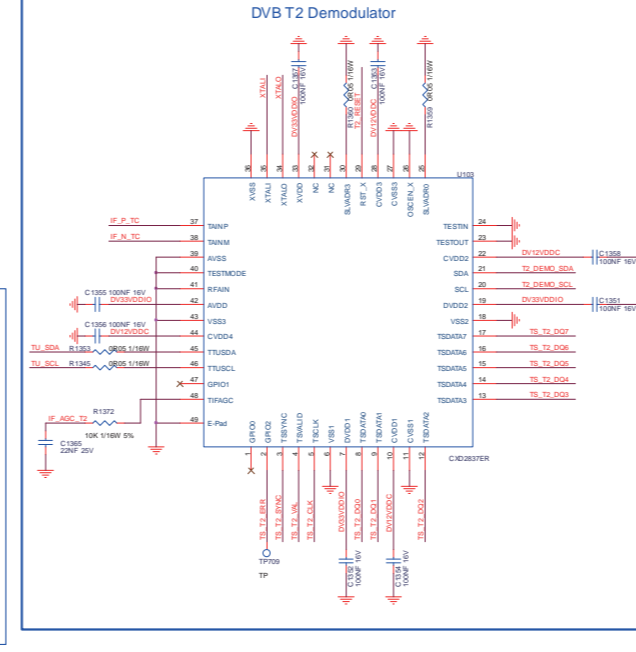 DVB T2 Demodulator
XTALI
XTALO
DV33VDDIO
C1357
100NF 16V
R1360 0R05 1/16W
T2_RESET
DV12VDDC
C1353
100NF 16V
R1359 0R05 1/16W
36 35 34 33 32 31 30 29 28 27 26 25
XVSS XTALI XTALO XVDD NC NC SLVADR3 RST_X CVDD3 CVSS3 OSCEN_X SLVADR0
U103
IF_P_TC 37 TAINP
IF_N_TC 38 TAINM
39 AVSS
40 TESTMODE
41 RFAIN
C1355 100NF 16V DV33VDDIO 42 AVDD
43 VSS3
C1356 100NF 16V DV12VDDC 44 CVDD4
TU_SDA R1353 0R05 1/16W 45 TTUSDA
TU_SCL R1345 0R05 1/16W 46 TTUSCL
47 GPIO1
IF_AGC_T2 R1372 48 TIFAGC
10K 1/16W 5% 49 E-Pad
C1365
22NF 25V
TESTIN 24
TESTOUT 23
CVDD2 22 DV12VDDC C1358
100NF 16V
SDA 21 T2_DEMO_SDA
SCL 20 T2_DEMO_SCL
DVDD2 19 DV33VDDIO C1351
100NF 16V
VSS2 18
TSDATA7 17 TS_T2_DQ7
TSDATA6 16 TS_T2_DQ6
TSDATA5 15 TS_T2_DQ5
TSDATA4 14 TS_T2_DQ4
TSDATA3 13 TS_T2_DQ3
GPIO0 GPIO2 TSSYNC TSVALID TSCLK VSS1 DVDD1 TSDATA0 TSDATA1 CVDD1 CVSS1 TSDATA2
CXD2837ER
1 2 3 4 5 6 7 8 9 10 11 12
TS_T2_ERR
TS_T2_SYNC
TS_T2_VAL
TS_T2_CLK
DV33VDDIO
TS_T2_DQ0
TS_T2_DQ1
DV12VDDC
TS_T2_DQ2
TP709
TP
C1352
100NF 16V
C1354
100NF 16V